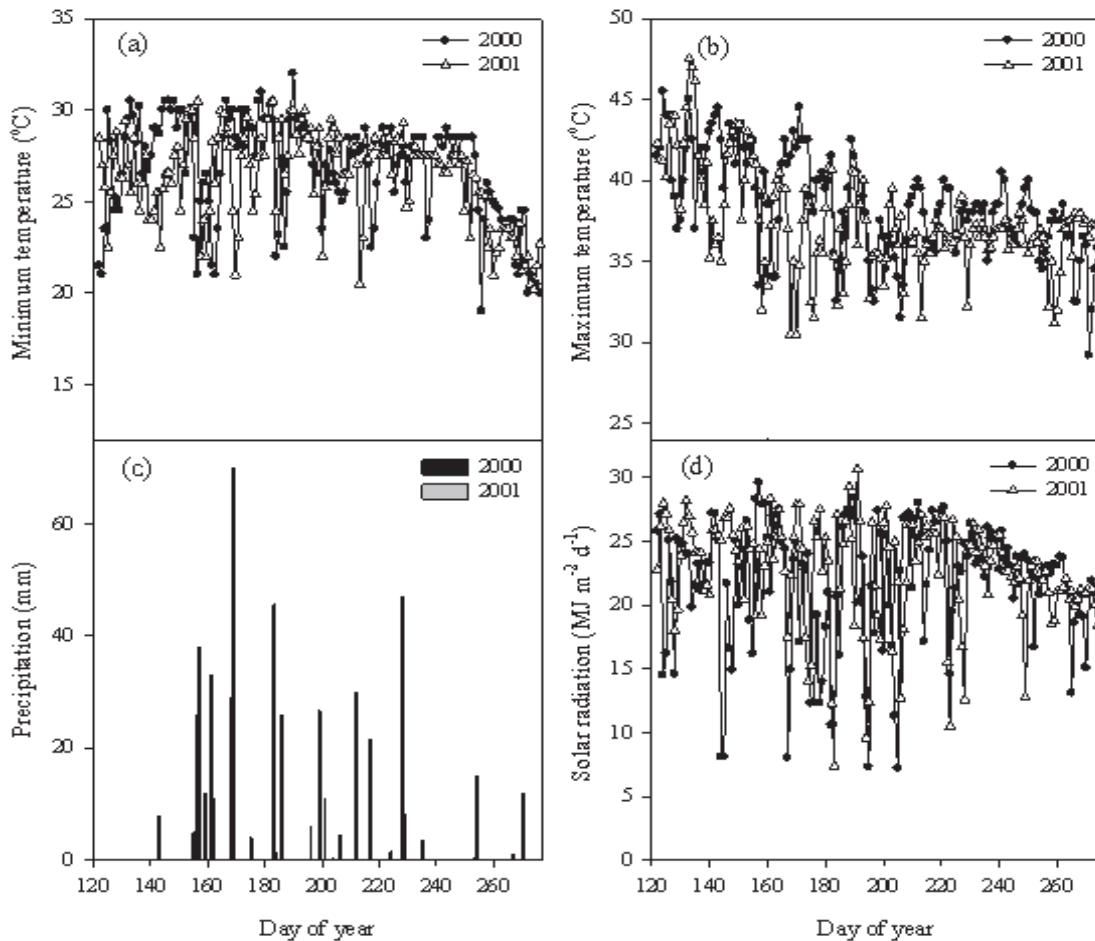 35
30
25
20
15
Minimum temperature (⁰C)
(a)
2000
2001
50
45
40
35
30
25
Maximum temperature (⁰C)
(b)
2000
2001
60
40
20
0
Precipitation (mm)
(c)
2000
2001
120 140 160 180 200 220 240 260
Day of year
30
25
20
15
10
5
0
Solar radiation (MJ m⁻² d⁻¹)
(d)
2000
2001
120 140 160 180 200 220 240 260
Day of year